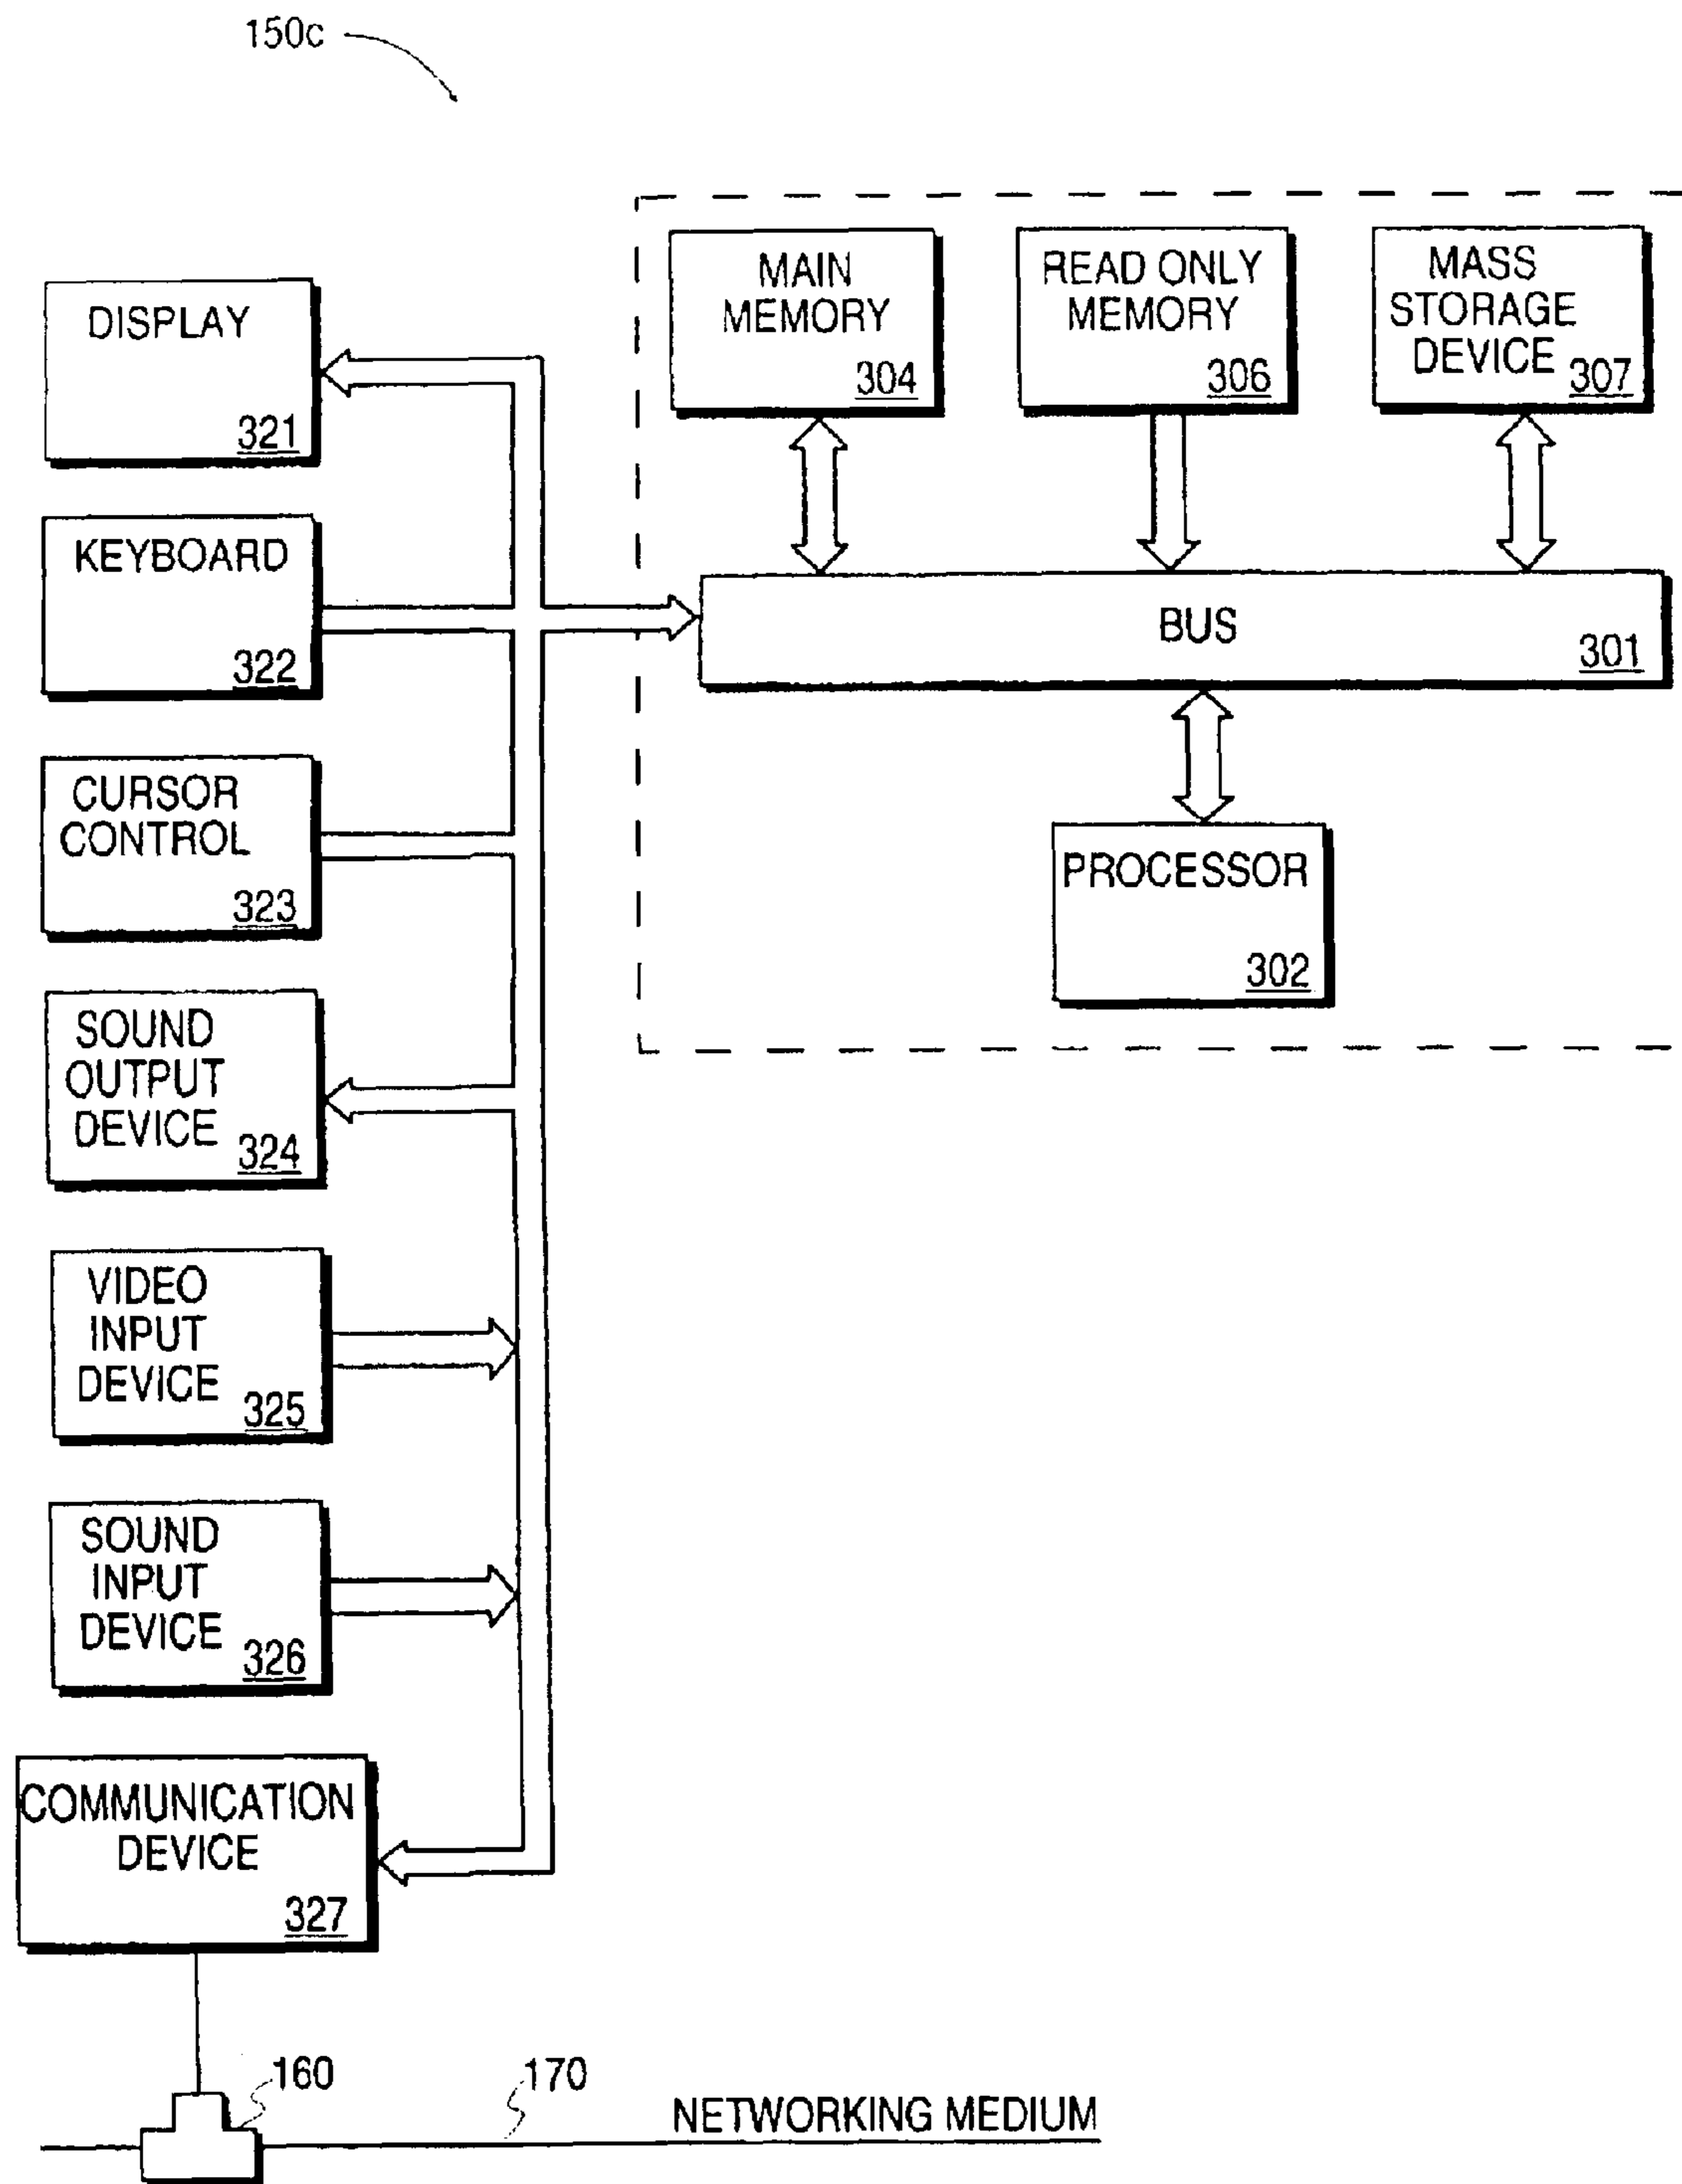 150c
MAIN
MEMORY
304
READ ONLY
MEMORY
306
MASS
STORAGE
DEVICE
307
DISPLAY
321
KEYBOARD
322
BUS
301
CURSOR
CONTROL
323
PROCESSOR
302
SOUND
OUTPUT
DEVICE
324
VIDEO
INPUT
DEVICE
325
SOUND
INPUT
DEVICE
326
COMMUNICATION
DEVICE
327
160
170
NETWORKING MEDIUM